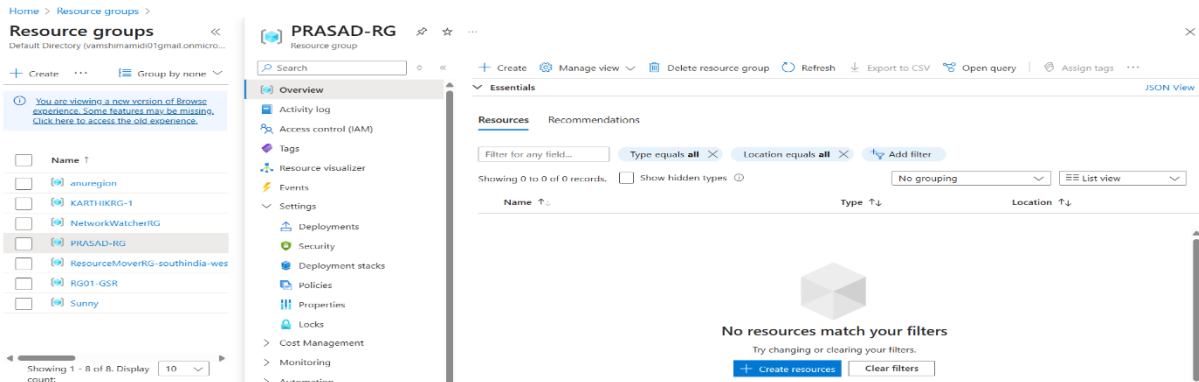 Home > Resource groups >
Resource groups
Default Directory (vamshimamidi01gmail.onmicro...
Create ... Group by none
You are viewing a new version of Browse
experience. Some features may be missing.
Click here to access the old experience.
Name ↑
anuregion
KARTHIKRG-1
NetworkWatcherRG
PRASAD-RG
ResourceMoverRG-southindia-wes
RG01-GSR
Sunny
Showing 1 - 8 of 8. Display 10
count:
PRASAD-RG ...
Resource group
Search
Overview
Activity log
Access control (IAM)
Tags
Resource visualizer
Events
Settings
Deployments
Security
Deployment stacks
Policies
Properties
Locks
Cost Management
Monitoring
Automation
Create Manage view Delete resource group Refresh Export to CSV Open query Assign tags ...
Essentials JSON View
Resources Recommendations
Filter for any field... Type equals all Location equals all Add filter
Showing 0 to 0 of 0 records. Show hidden types No grouping List view
Name ↑↓ Type ↑↓ Location ↑↓
No resources match your filters
Try changing or clearing your filters.
+ Create resources Clear filters